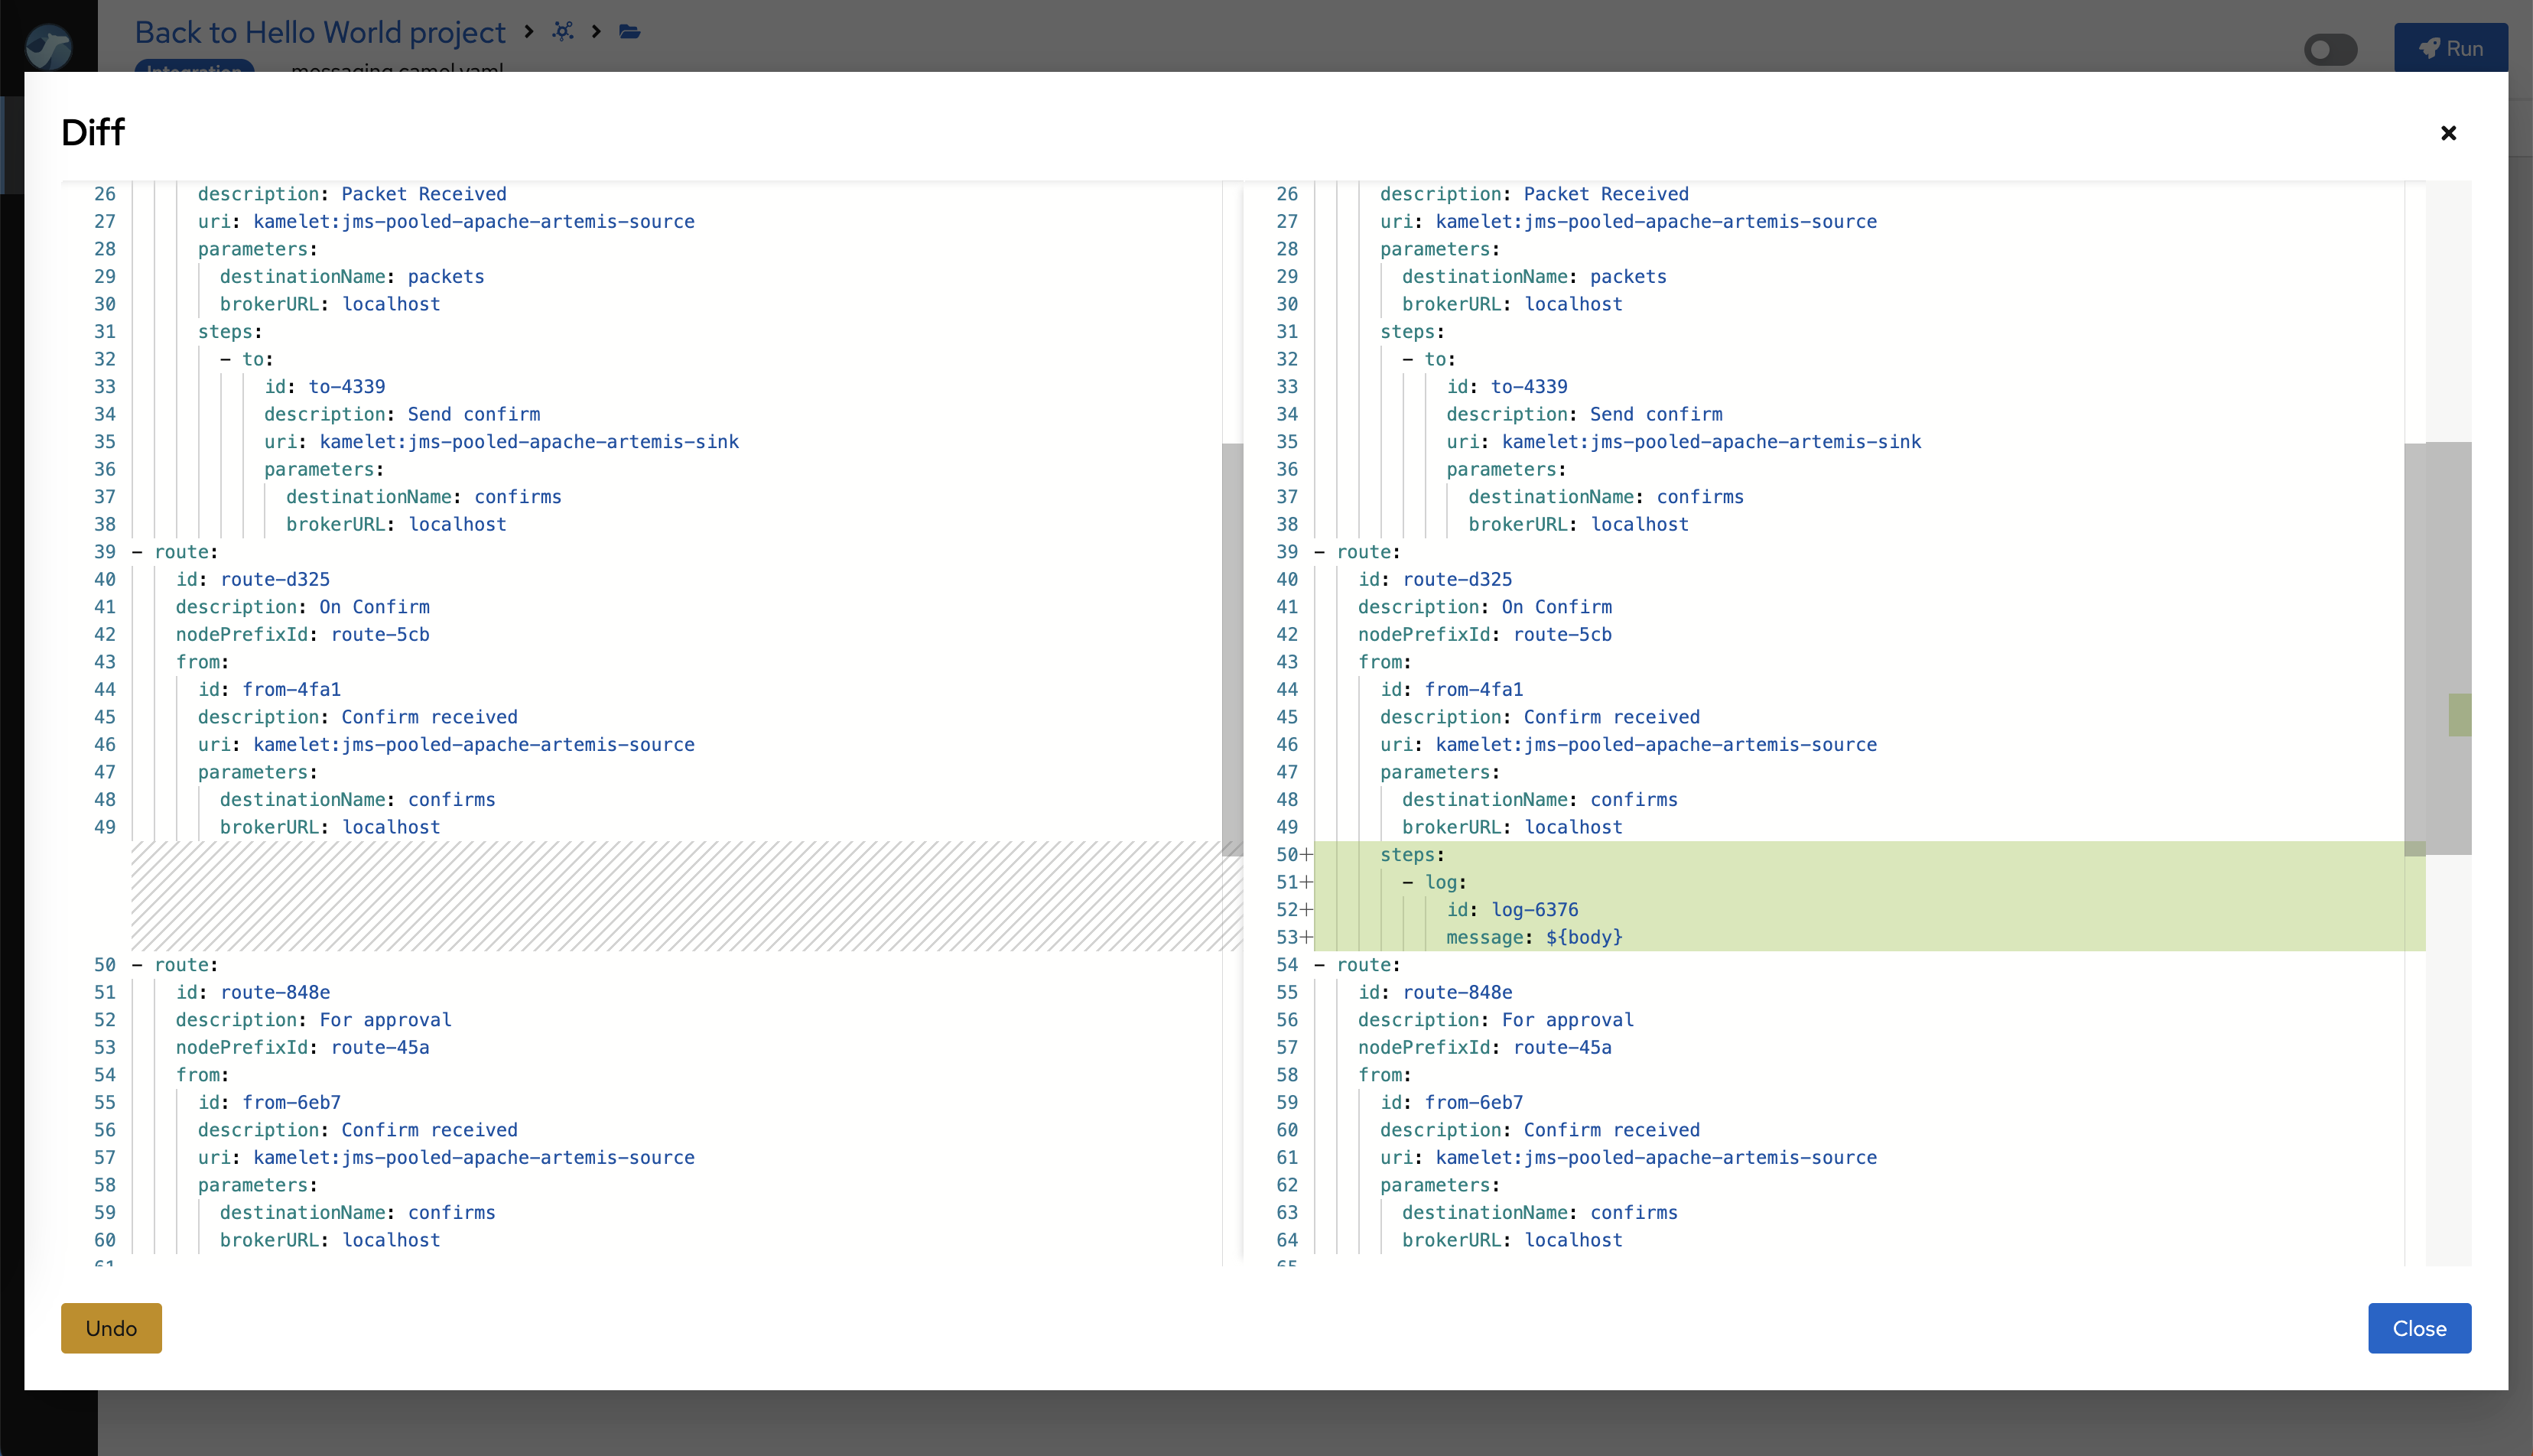 Back to Hello World project
Integration messaging.camel.yaml
Run
Diff
26 description: Packet Received
27 uri: kamelet:jms-pooled-apache-artemis-source
28 parameters:
29 destinationName: packets
30 brokerURL: localhost
31 steps:
32 - to:
33 id: to-4339
34 description: Send confirm
35 uri: kamelet:jms-pooled-apache-artemis-sink
36 parameters:
37 destinationName: confirms
38 brokerURL: localhost
39 - route:
40 id: route-d325
41 description: On Confirm
42 nodePrefixId: route-5cb
43 from:
44 id: from-4fa1
45 description: Confirm received
46 uri: kamelet:jms-pooled-apache-artemis-source
47 parameters:
48 destinationName: confirms
49 brokerURL: localhost
50 - route:
51 id: route-848e
52 description: For approval
53 nodePrefixId: route-45a
54 from:
55 id: from-6eb7
56 description: Confirm received
57 uri: kamelet:jms-pooled-apache-artemis-source
58 parameters:
59 destinationName: confirms
60 brokerURL: localhost
61
26 description: Packet Received
27 uri: kamelet:jms-pooled-apache-artemis-source
28 parameters:
29 destinationName: packets
30 brokerURL: localhost
31 steps:
32 - to:
33 id: to-4339
34 description: Send confirm
35 uri: kamelet:jms-pooled-apache-artemis-sink
36 parameters:
37 destinationName: confirms
38 brokerURL: localhost
39 - route:
40 id: route-d325
41 description: On Confirm
42 nodePrefixId: route-5cb
43 from:
44 id: from-4fa1
45 description: Confirm received
46 uri: kamelet:jms-pooled-apache-artemis-source
47 parameters:
48 destinationName: confirms
49 brokerURL: localhost
50+ steps:
51+ - log:
52+ id: log-6376
53+ message: ${body}
54 - route:
55 id: route-848e
56 description: For approval
57 nodePrefixId: route-45a
58 from:
59 id: from-6eb7
60 description: Confirm received
61 uri: kamelet:jms-pooled-apache-artemis-source
62 parameters:
63 destinationName: confirms
64 brokerURL: localhost
65
Undo
Close